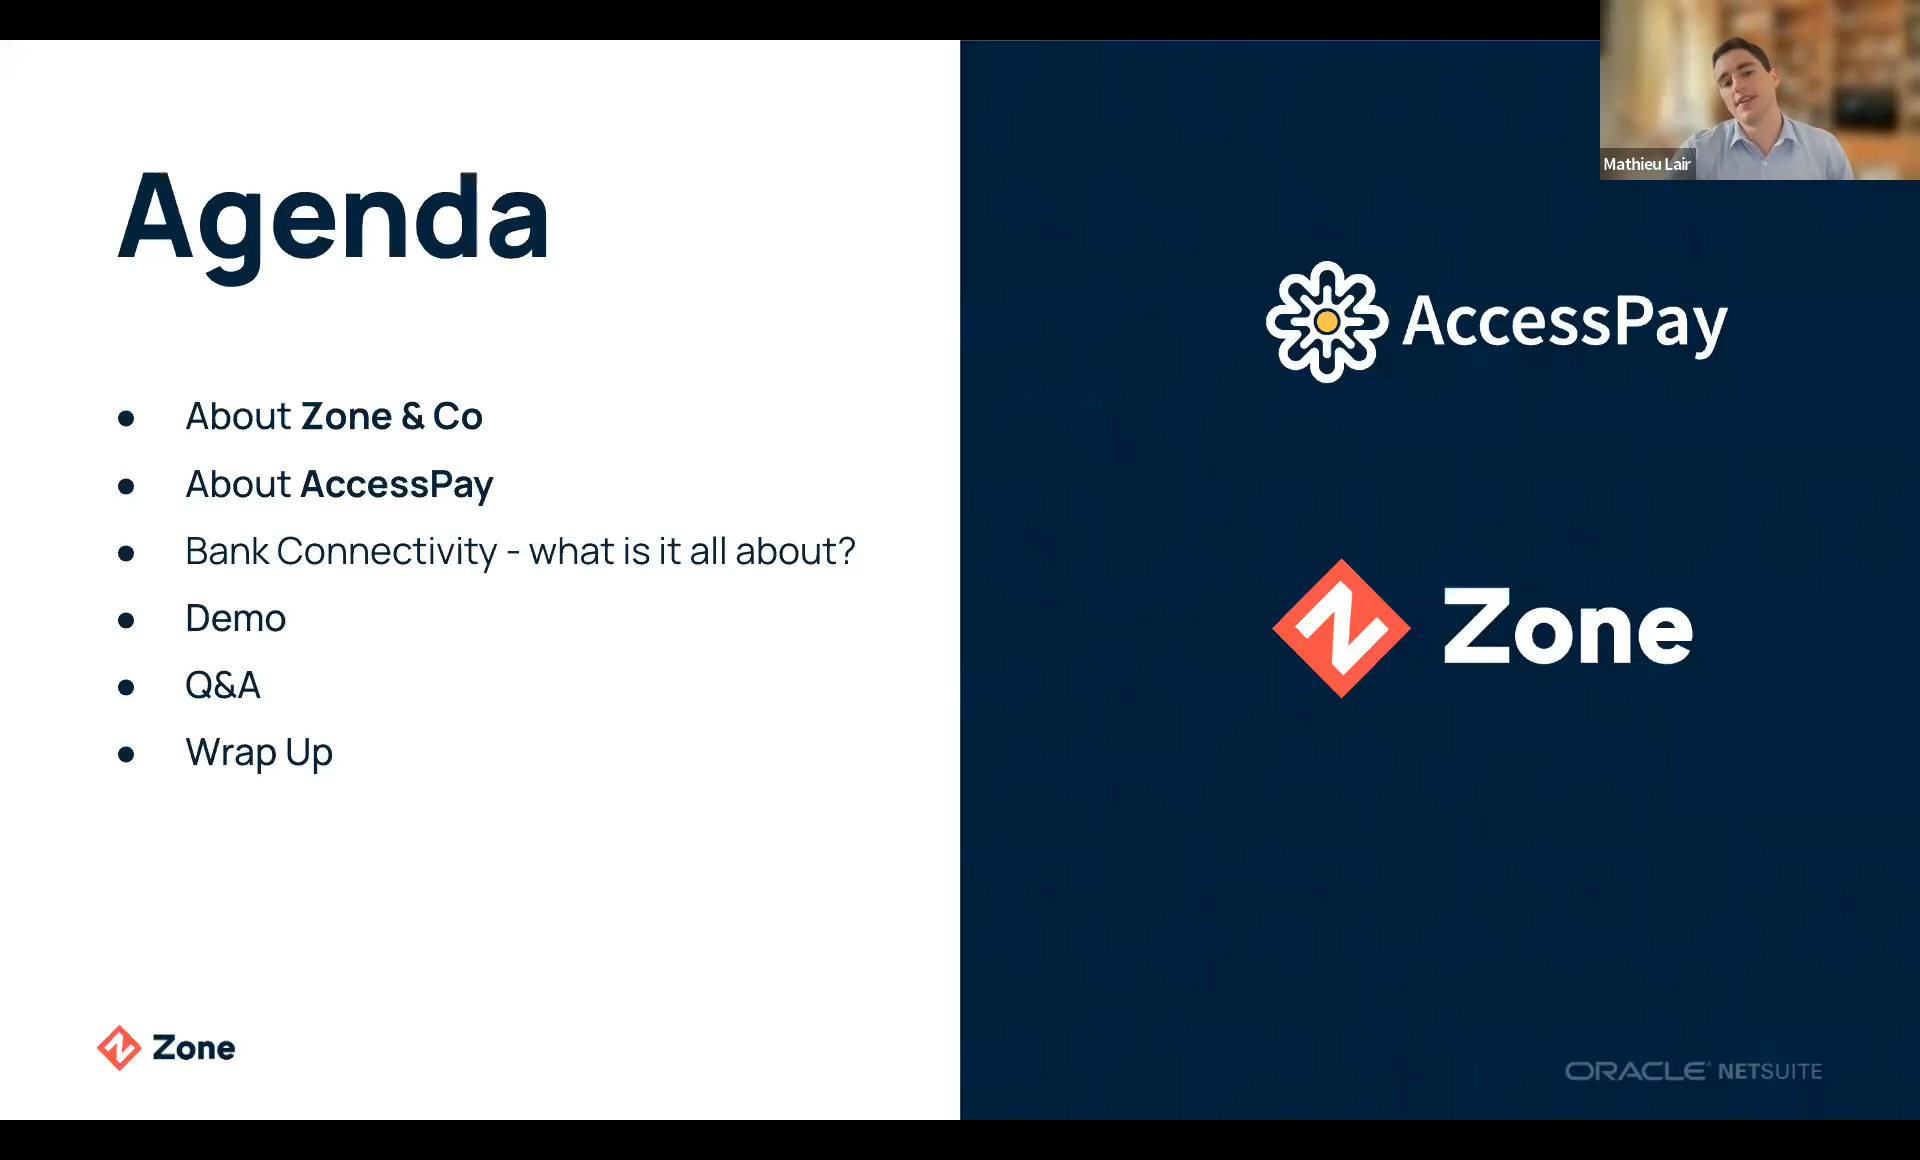 Agenda
● About Zone & Co
● About AccessPay
● Bank Connectivity - what is it all about?
● Demo
● Q&A
● Wrap Up
Zone
Mathieu Lair
AccessPay
Zone
ORACLE NETSUITE